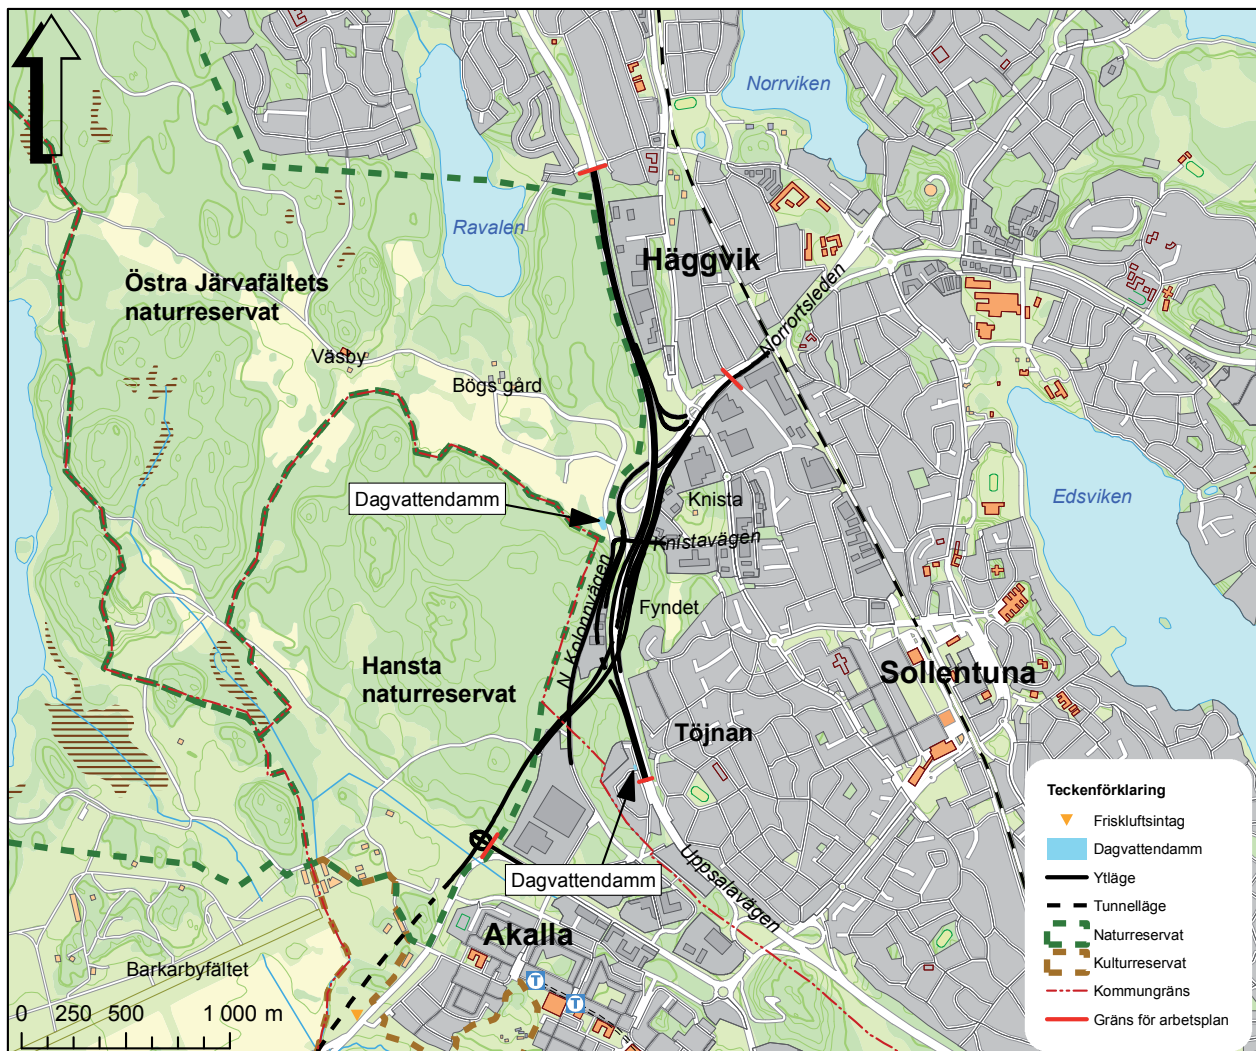 Norrviken
Ravalen
Häggvik
Östra Järvafältets
naturreservat
Norrortsleden
Väsby
Bögs gård
Dagvattendamm
Knista
Edsviken
Knistavägen
N. Kolonnvägen
Fyndet
Hansta
naturreservat
Sollentuna
Töjnan
Dagvattendamm
Uppsalavägen
Akalla
Barkarbyfältet
T
T
0 250 500 1 000 m
Teckenförklaring
Friskluftsintag
Dagvattendamm
Ytläge
Tunnelläge
Naturreservat
Kulturreservat
Kommungräns
Gräns för arbetsplan